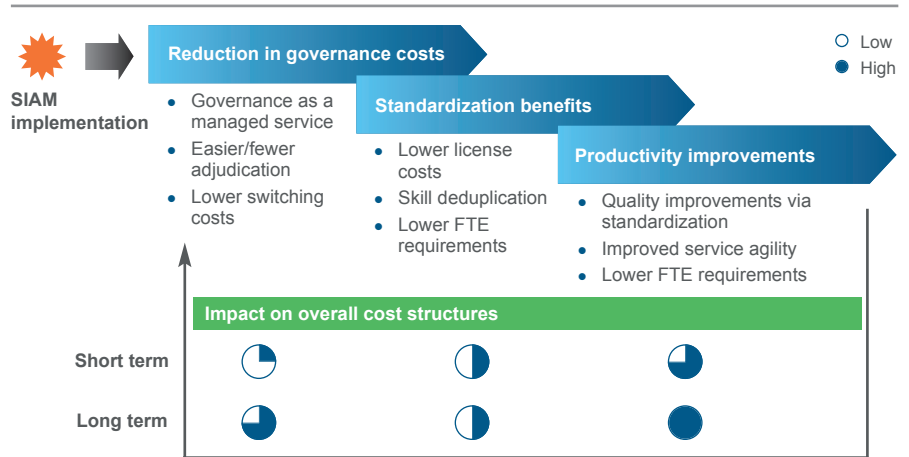 Reduction in governance costs
Low
High
SIAM
implementation
Governance as a
managed service
Easier/fewer
adjudication
Lower switching
costs
Standardization benefits
Lower license
costs
Skill deduplication
Lower FTE
requirements
Productivity improvements
Quality improvements via
standardization
Improved service agility
Lower FTE requirements
Impact on overall cost structures
Short term
Long term